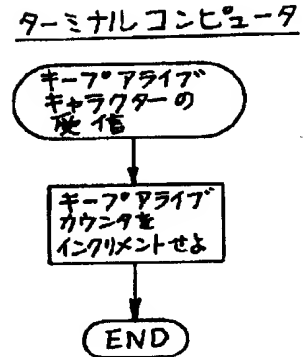 ターミナルコンピュータ
キープアライブ
キャラクターの
受信
キープアライブ
カウンタを
インクリメントせよ
END